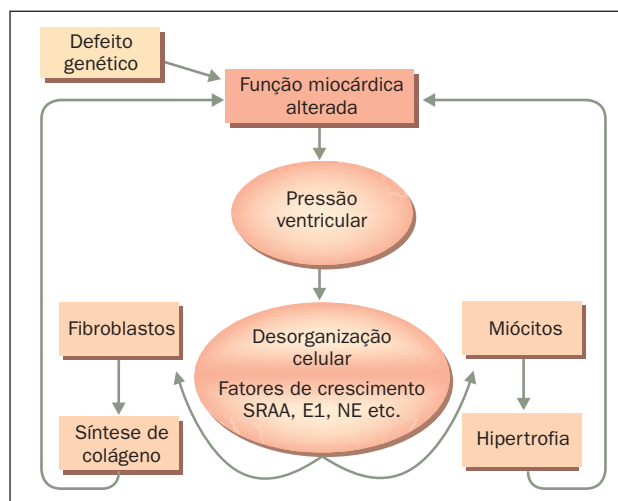 Defeito
genético
Função miocárdica
alterada
Pressão
ventricular
Fibroblastos
Desorganização
celular
Fatores de crescimento
SRAA, E1, NE etc.
Miócitos
Síntese de
colágeno
Hipertrofia